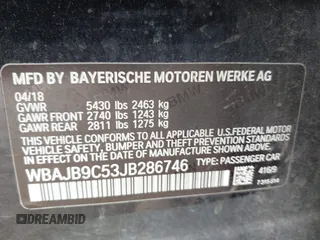 MFD BY BAYERISCHE MOTOREN WERKE AG
04/18
GVWR 5430 lbs 2463 kg
GAWR FRONT 2740 lbs 1243 kg
GAWR REAR 2811 lbs 1275 kg
THIS VEHICLE CONFORMS TO ALL APPLICABLE U.S. FEDERAL MOTOR
VEHICLE SAFETY, BUMPER, AND THEFT PREVENTION STANDARDS IN
EFFECT ON THE DATE OF MANUFACTURE SHOWN ABOVE.
WBAJB9C53JB286746 TYPE: PASSENGER CAR
4169
DREAMBID